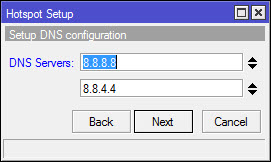 Hotspot Setup
Setup DNS configuration
DNS Servers: 8.8.8.8
8.8.4.4
Back Next Cancel